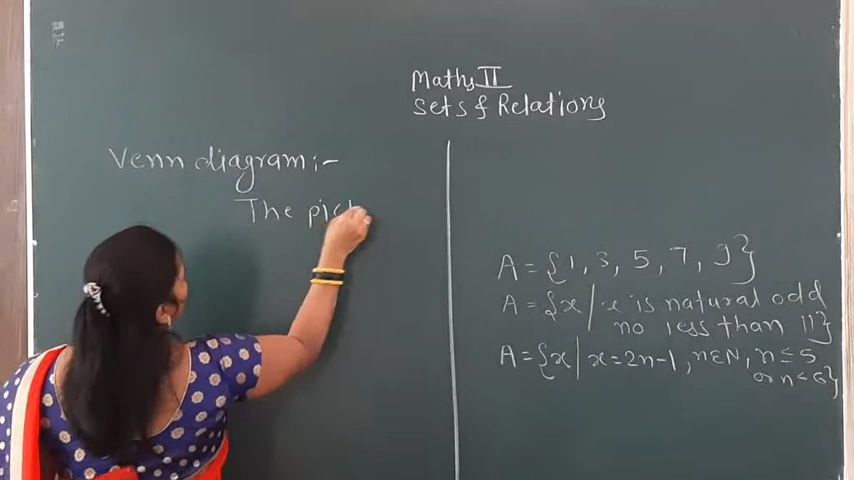 Maths II
Sets & Relations
Venn diagram :-
The pict
A = {1, 3, 5, 7, 9}
A = {x / x is natural odd
no less than 11}
A = {x | x = 2n-1, n∈N, n ≤ 5
or n < 6}